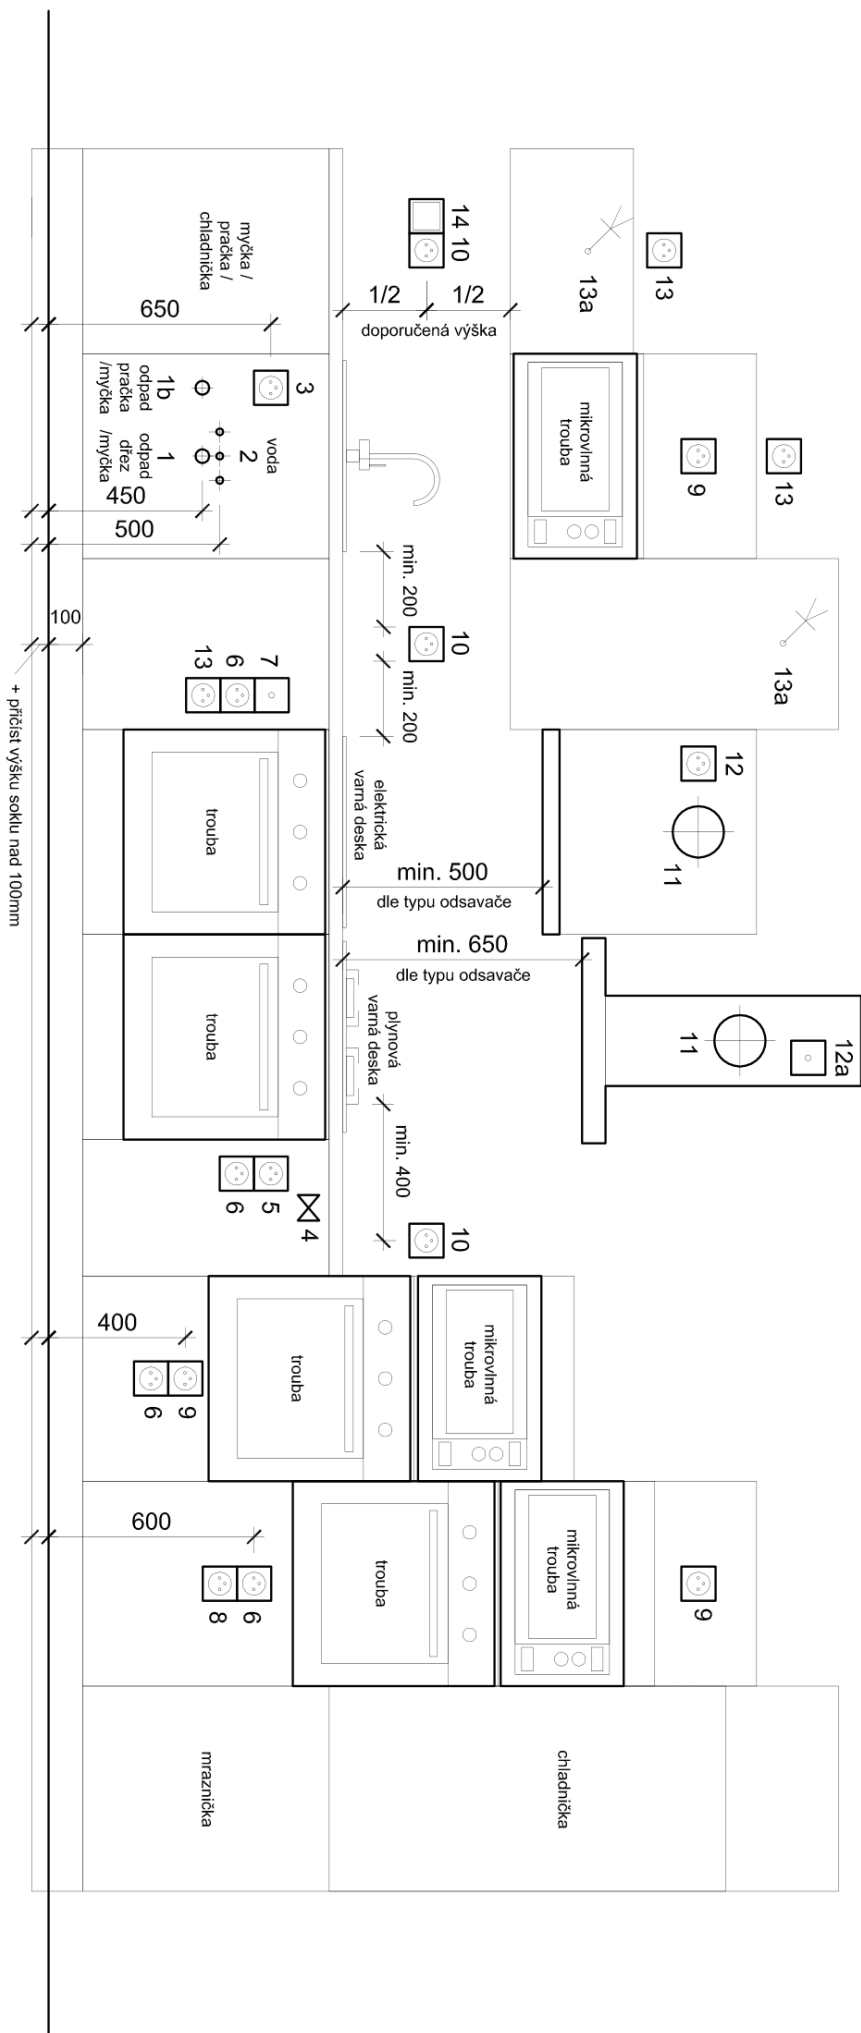 12a
13
13a
13
9
12
11
11
9
13a
mikrovlnná
trouba
mikrovlnná
trouba
mikrovlnná
trouba
chladnička
14 10
1/2
1/2
doporučená výška
10
min. 200
min. 200
min. 500
dle typu odsavače
min. 650
dle typu odsavače
min. 400
10
elektrická
varná deska
plynová
varná deska
myčka /
pračka /
chladnička
650
3
voda
2
1b
odpad
pračka
/myčka
1
odpad
dřez
/myčka
450
500
13
6
7
trouba
trouba
4
5
6
trouba
400
9
6
trouba
600
6
8
mraznička
100
+ přičíst výšku soklu nad 100mm